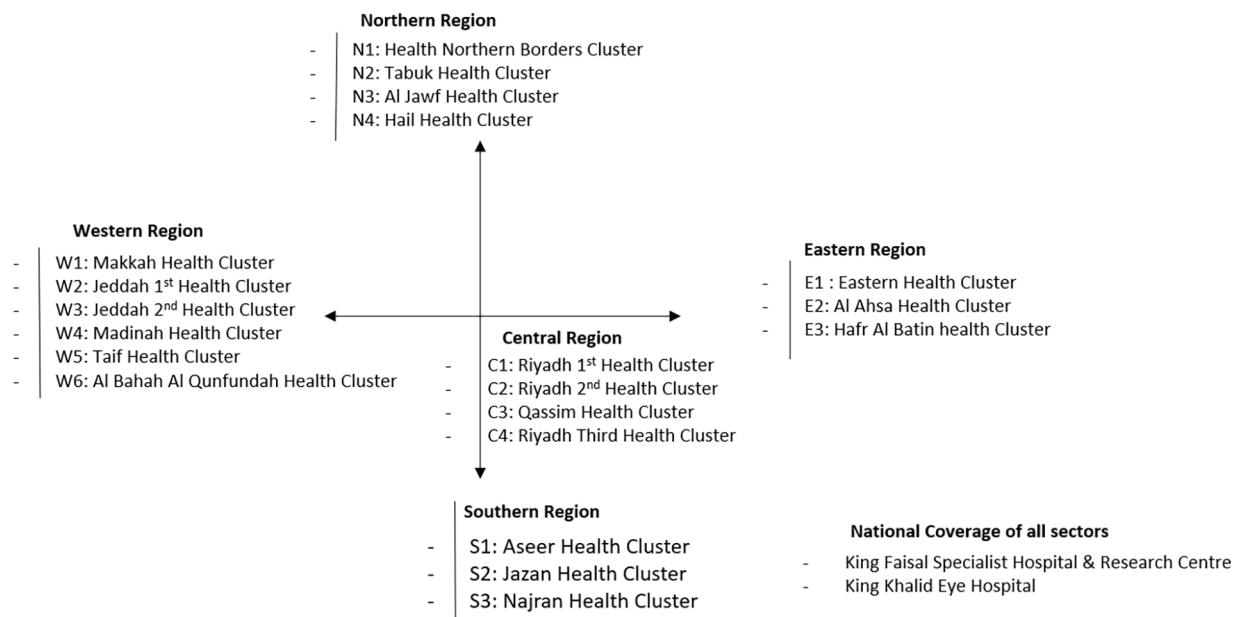 Northern Region
- N1: Health Northern Borders Cluster
- N2: Tabuk Health Cluster
- N3: Al Jawf Health Cluster
- N4: Hail Health Cluster
Western Region
- W1: Makkah Health Cluster
- W2: Jeddah 1st Health Cluster
- W3: Jeddah 2nd Health Cluster
- W4: Madinah Health Cluster
- W5: Taif Health Cluster
- W6: Al Bahah Al Qunfundah Health Cluster
Eastern Region
- E1 : Eastern Health Cluster
- E2: Al Ahsa Health Cluster
- E3: Hafr Al Batin health Cluster
Central Region
- C1: Riyadh 1st Health Cluster
- C2: Riyadh 2nd Health Cluster
- C3: Qassim Health Cluster
- C4: Riyadh Third Health Cluster
Southern Region
- S1: Aseer Health Cluster
- S2: Jazan Health Cluster
- S3: Najran Health Cluster
National Coverage of all sectors
- King Faisal Specialist Hospital & Research Centre
- King Khalid Eye Hospital